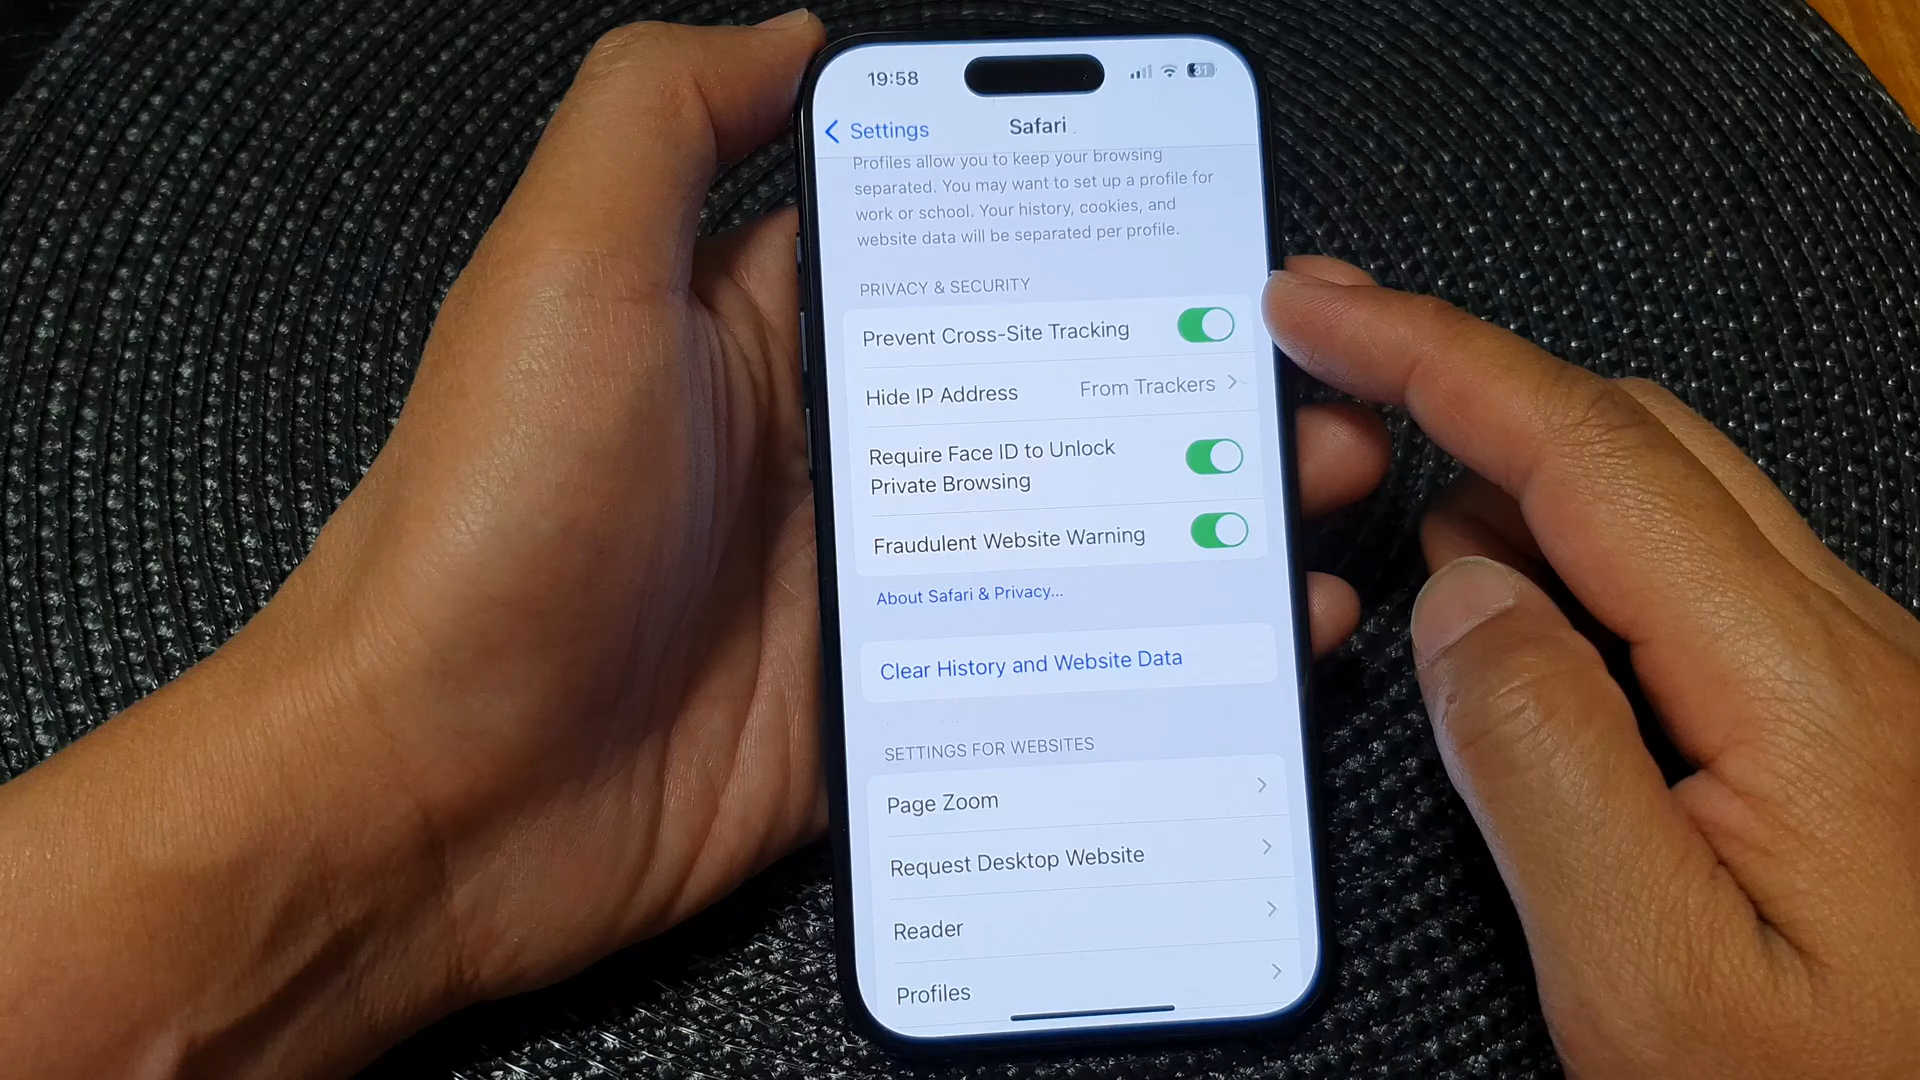 19:58
31
Settings
Safari
Profiles allow you to keep your browsing
separated. You may want to set up a profile for
work or school. Your history, cookies, and
website data will be separated per profile.
PRIVACY & SECURITY
Prevent Cross-Site Tracking
Hide IP Address From Trackers
Require Face ID to Unlock
Private Browsing
Fraudulent Website Warning
About Safari & Privacy...
Clear History and Website Data
SETTINGS FOR WEBSITES
Page Zoom
Request Desktop Website
Reader
Profiles